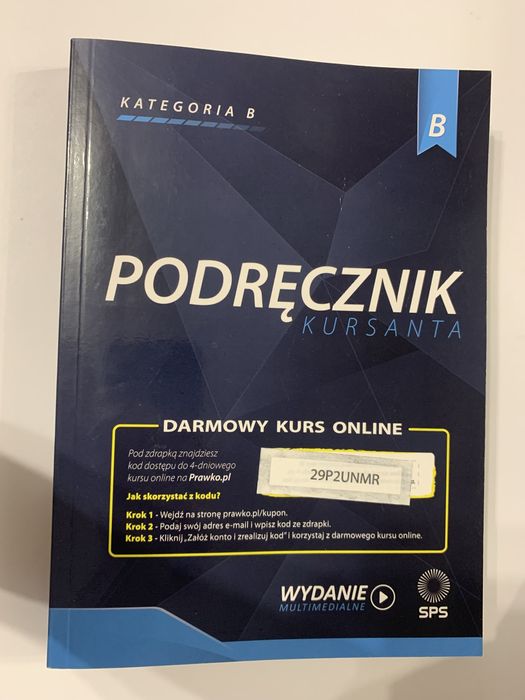 KATEGORIA B
B
PODRĘCZNIK
KURSANTA
DARMOWY KURS ONLINE
Pod zdrapką znajdziesz
kod dostępu do 4-dniowego
kursu online na Prawko.pl
29P2UNMR
Jak skorzystać z kodu?
Krok 1 - Wejdź na stronę prawko.pl/kupon.
Krok 2 - Podaj swój adres e-mail i wpisz kod ze zdrapki.
Krok 3 - Kliknij „Załóż konto i zrealizuj kod" i korzystaj z darmowego kursu online.
WYDANIE
MULTIMEDIALNE
SPS